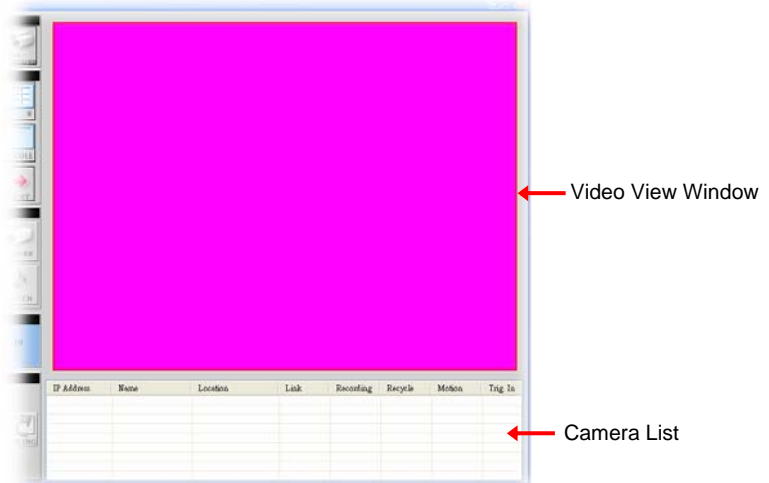 Video View Window
IP Address Name Location Link Recording Recycle Motion Trig In
Camera List